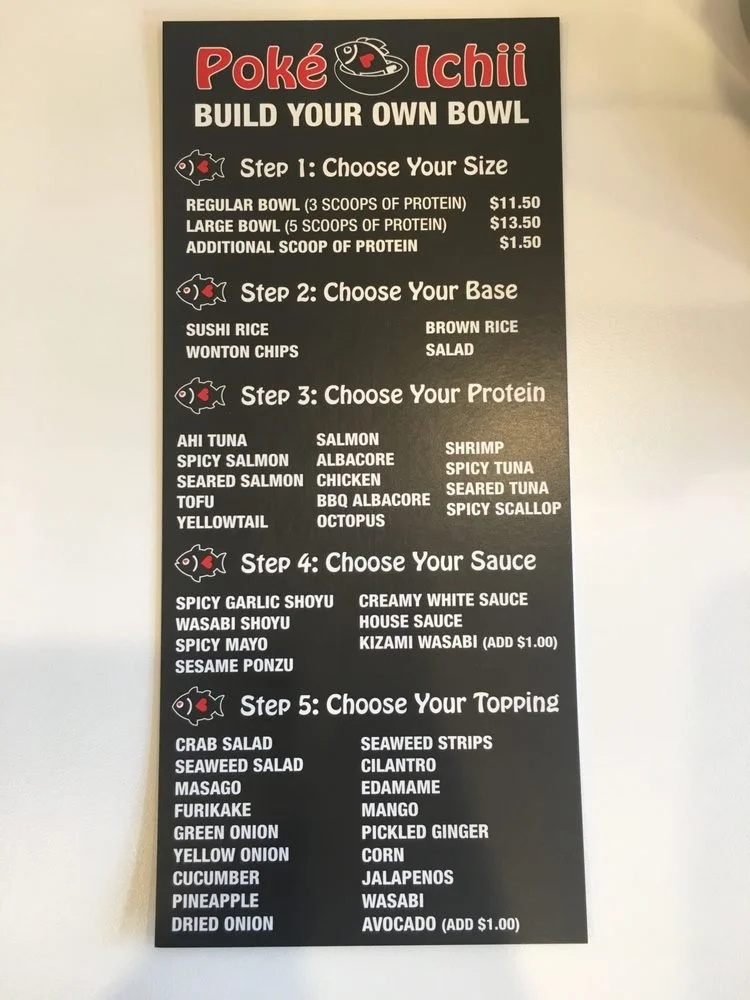 Poké Ichii
BUILD YOUR OWN BOWL
Step 1: Choose Your Size
REGULAR BOWL (3 SCOOPS OF PROTEIN) $11.50
LARGE BOWL (5 SCOOPS OF PROTEIN) $13.50
ADDITIONAL SCOOP OF PROTEIN $1.50
Step 2: Choose Your Base
SUSHI RICE BROWN RICE
WONTON CHIPS SALAD
Step 3: Choose Your Protein
AHI TUNA SALMON SHRIMP
SPICY SALMON ALBACORE SPICY TUNA
SEARED SALMON CHICKEN SEARED TUNA
TOFU BBQ ALBACORE SPICY SCALLOP
YELLOWTAIL OCTOPUS
Step 4: Choose Your Sauce
SPICY GARLIC SHOYU CREAMY WHITE SAUCE
WASABI SHOYU HOUSE SAUCE
SPICY MAYO KIZAMI WASABI (ADD $1.00)
SESAME PONZU
Step 5: Choose Your Topping
CRAB SALAD SEAWEED STRIPS
SEAWEED SALAD CILANTRO
MASAGO EDAMAME
FURIKAKE MANGO
GREEN ONION PICKLED GINGER
YELLOW ONION CORN
CUCUMBER JALAPENOS
PINEAPPLE WASABI
DRIED ONION AVOCADO (ADD $1.00)